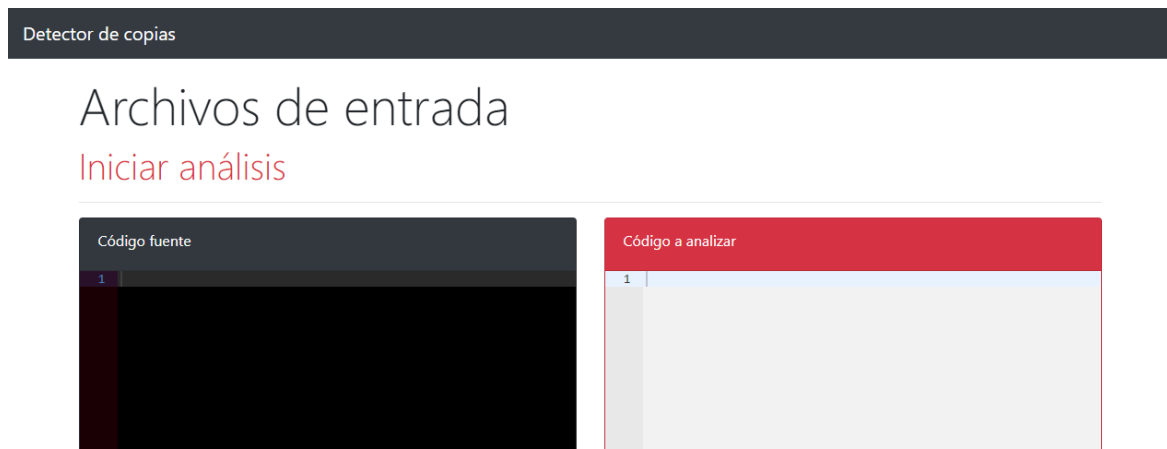 Detector de copias
Archivos de entrada
Iniciar análisis
Código fuente
1
Código a analizar
1